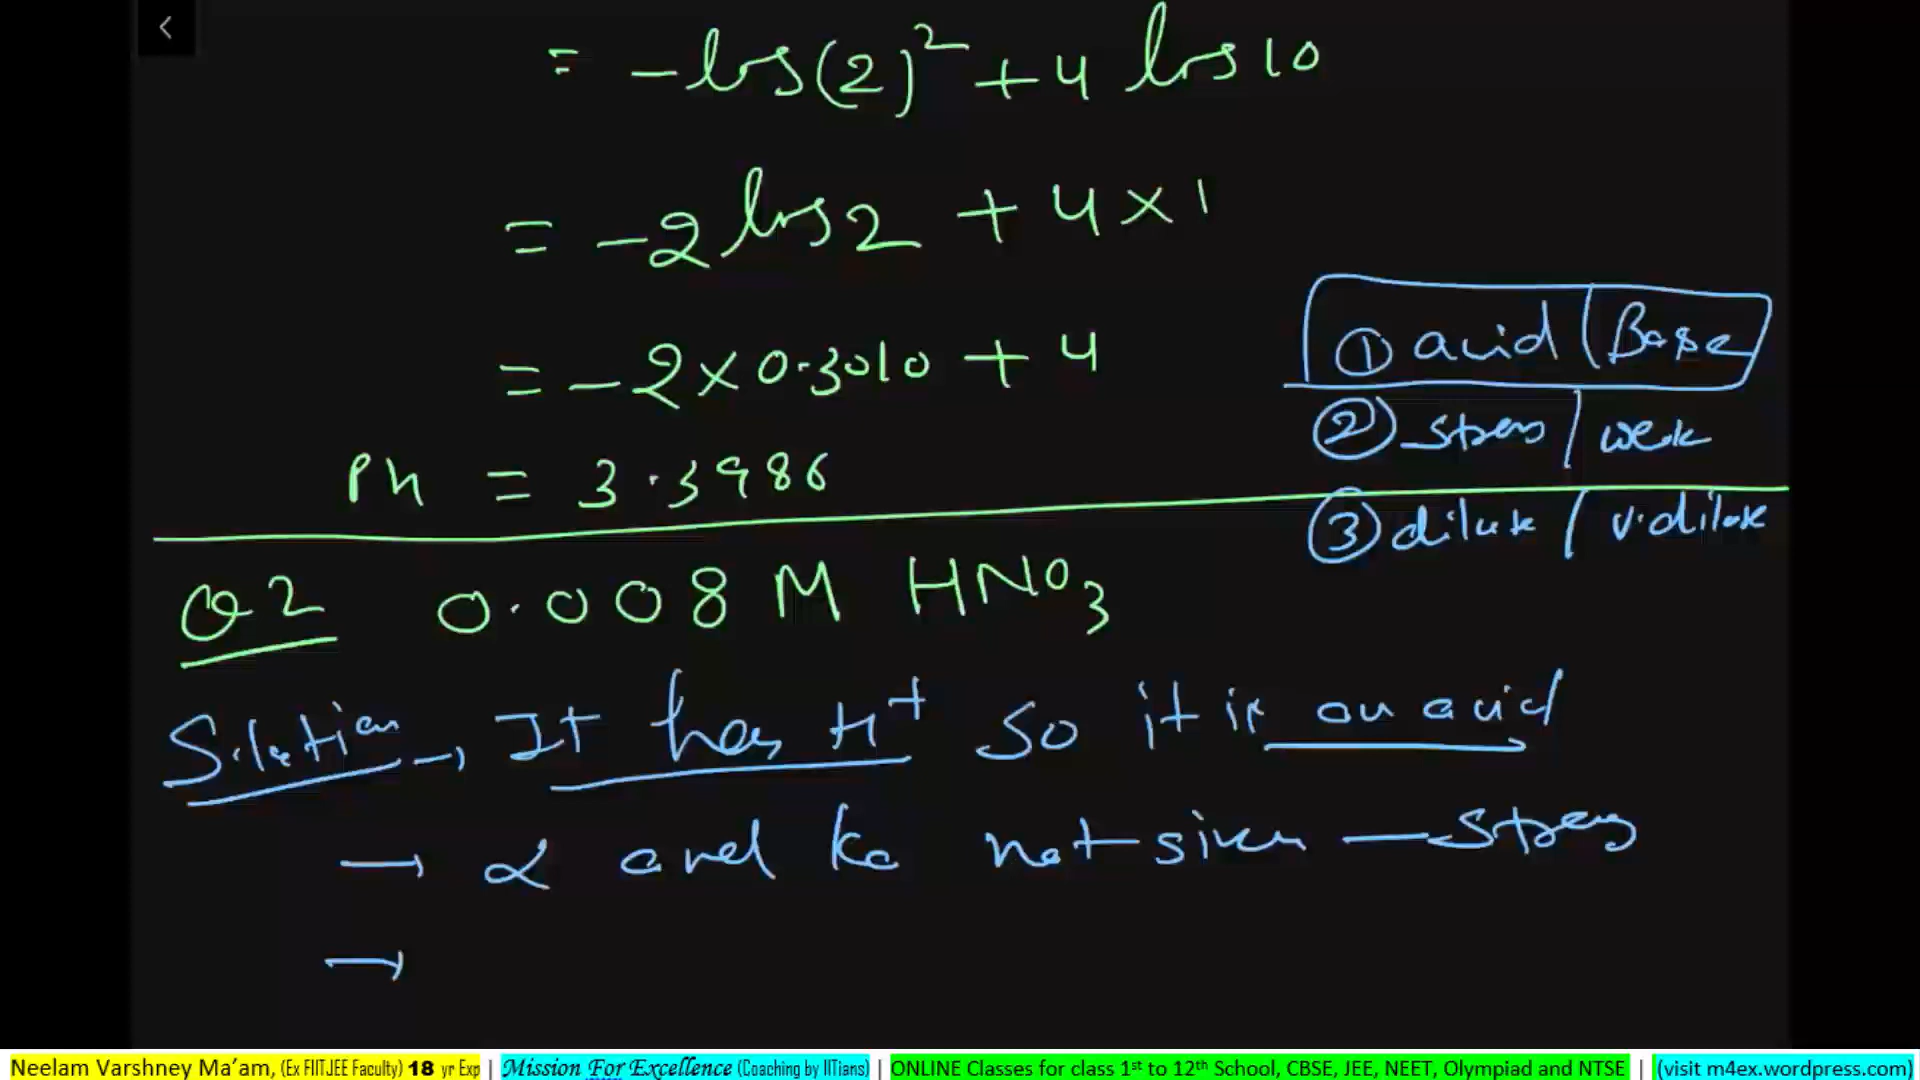 = -log(2)² + 4 log 10
= -2 log 2 + 4 × 1
= -2 × 0.3010 + 4
PH = 3.3986
① acid / Base
② strong / weak
③ dilute / v.dilute
Q2 0.008 M HNO₃
Solution → It has H⁺ so it is an acid
→ α and Ka not given — strong
→
Neelam Varshney Ma'am, (Ex FIITJEE Faculty) 18 yr Exp | Mission For Excellence (Coaching by IITians) | ONLINE Classes for class 1st to 12th School, CBSE, JEE, NEET, Olympiad and NTSE | (visit m4ex.wordpress.com)